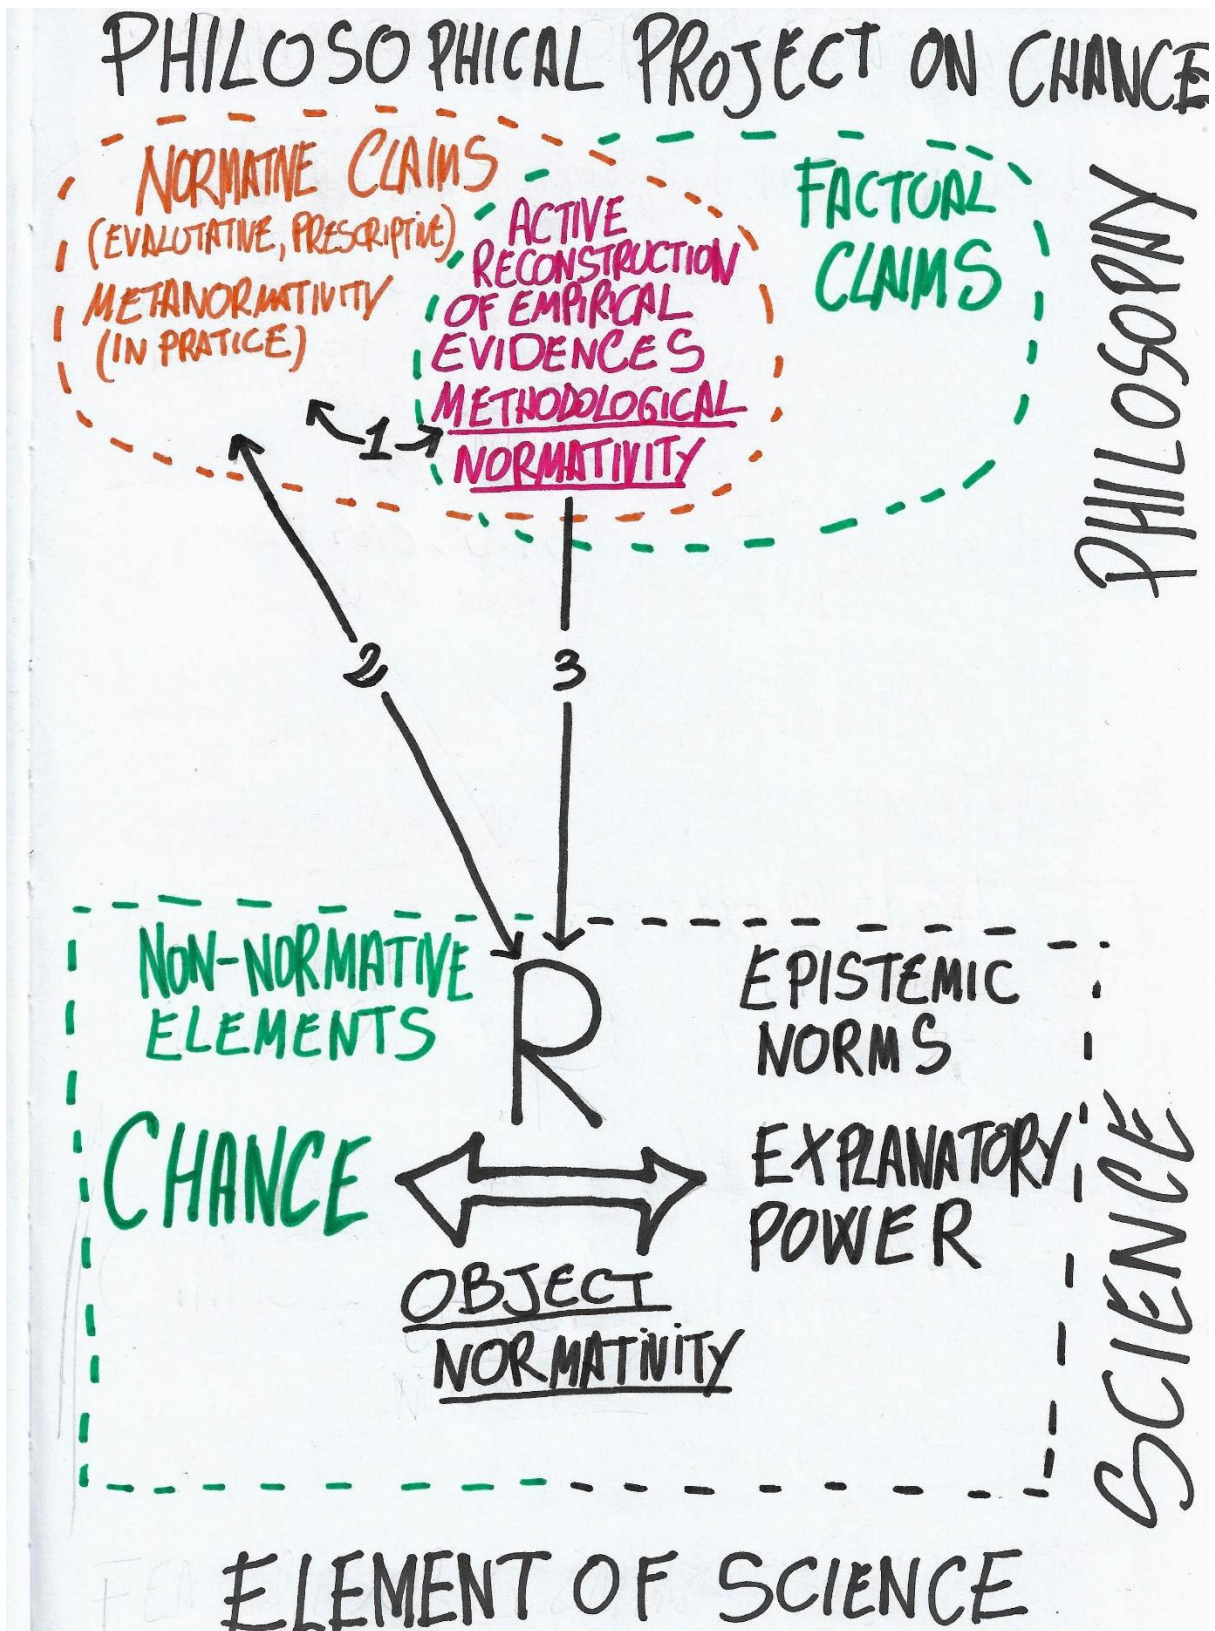 PHILOSOPHICAL PROJECT ON CHANCE
NORMATIVE CLAIMS
(EVALUTATIVE, PRESCRIPTIVE)
METANORMATIVITY
(IN PRATICE)
ACTIVE
RECONSTRUCTION
OF EMPIRICAL
EVIDENCES
METHODOLOGICAL
NORMATIVITY
FACTUAL
CLAIMS
PHILOSOPHY
1
2
3
NON-NORMATIVE
ELEMENTS
CHANCE
R
OBJECT
NORMATIVITY
EPISTEMIC
NORMS
EXPLANATORY
POWER
SCIENCE
ELEMENT OF SCIENCE